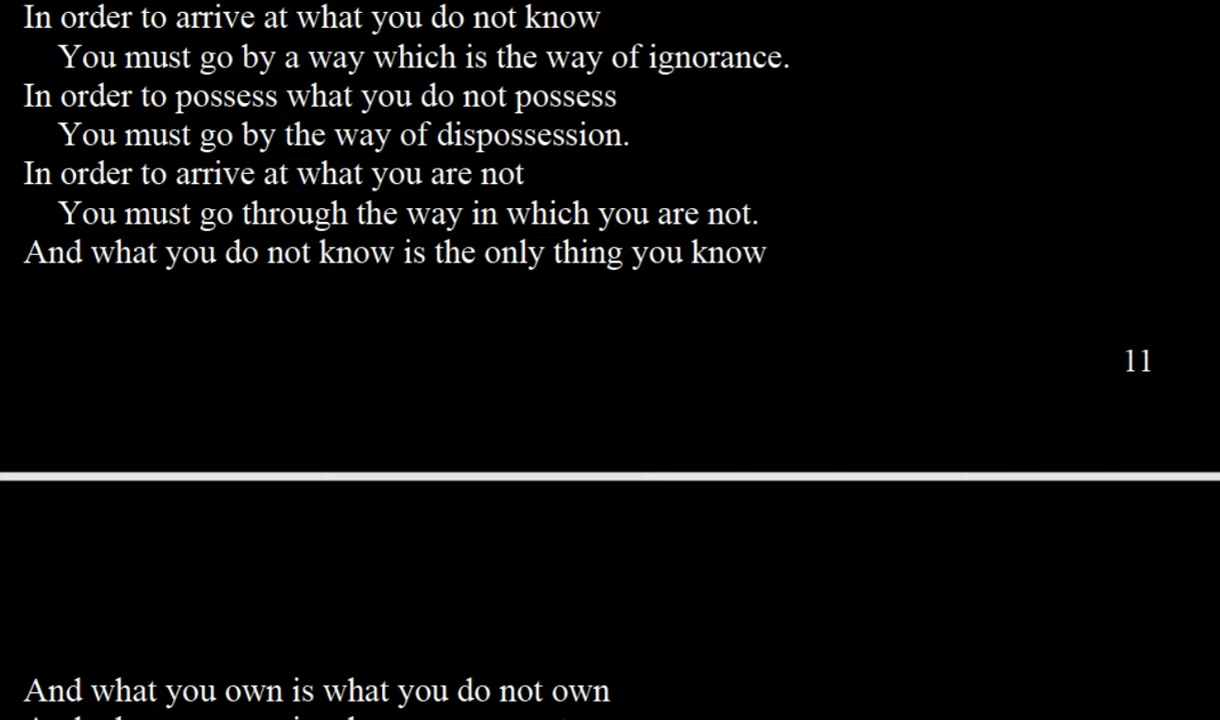 In order to arrive at what you do not know
You must go by a way which is the way of ignorance.
In order to possess what you do not possess
You must go by the way of dispossession.
In order to arrive at what you are not
You must go through the way in which you are not.
And what you do not know is the only thing you know
11
And what you own is what you do not own